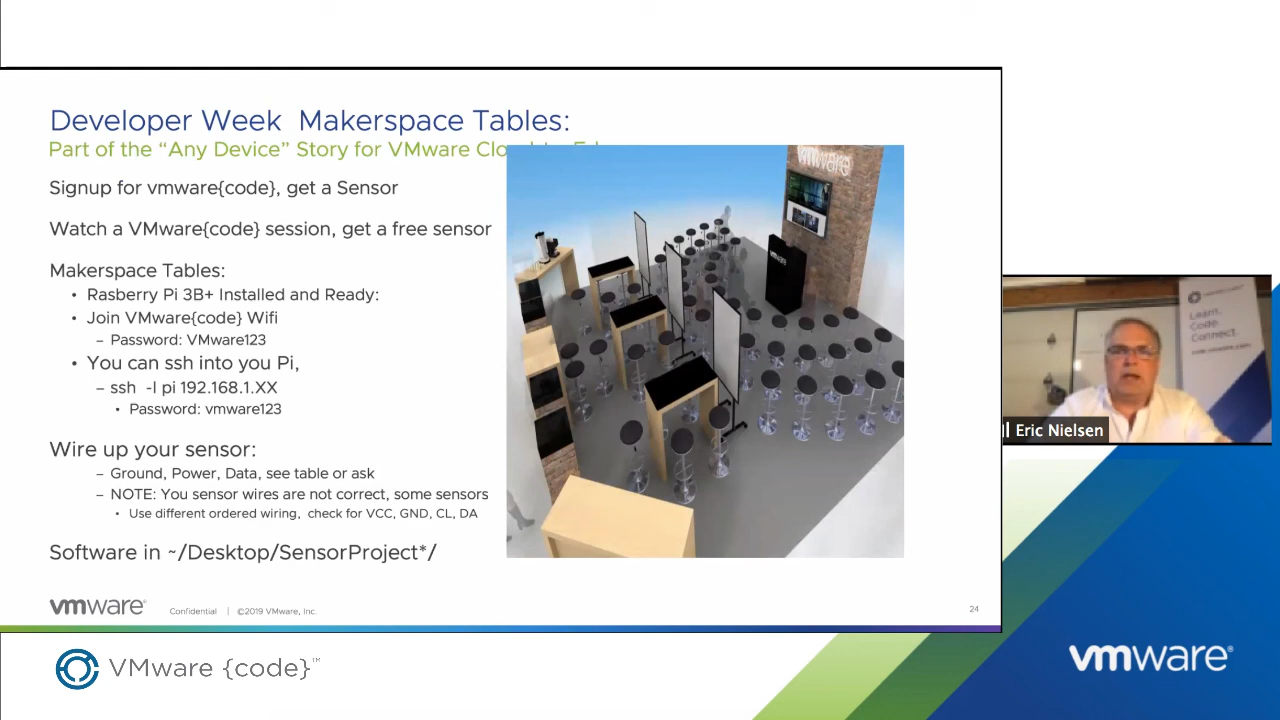 Developer Week Makerspace Tables:
Part of the “Any Device” Story for VMware
Signup for vmware{code}, get a Sensor
Watch a VMware{code} session, get a free sensor
Makerspace Tables:
• Rasberry Pi 3B+ Installed and Ready:
• Join VMware{code} Wifi
– Password: VMware123
• You can ssh into you Pi,
– ssh -l pi 192.168.1.XX
• Password: vmware123
Wire up your sensor:
– Ground, Power, Data, see table or ask
– NOTE: You sensor wires are not correct, some sensors
• Use different ordered wiring, check for VCC, GND, CL, DA
Software in ~/Desktop/SensorProject*/
vmware
vmware
Learn.
Code.
Connect.
Eric Nielsen
vmware® Confidential | ©2019 VMware, Inc. 24
VMware {code}™
vmware®